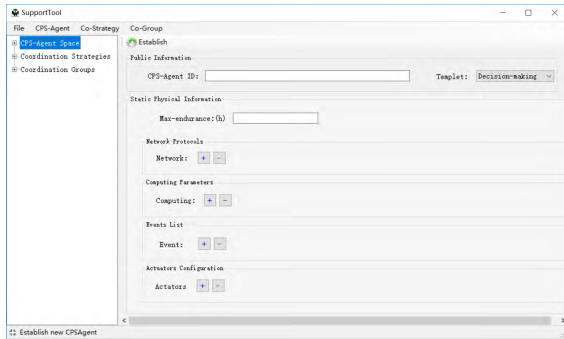 SupportTool
File CPS-Agent Co-Strategy Co-Group
CPS-Agent Space
Coordination Strategies
Coordination Groups
Establish
Public Information
CPS-Agent ID: Templet: Decision-making
Static Physical Information
Max-endurance:(h)
Network Protocols
Network: + -
Computing Parameters
Computing: + -
Events List
Event: + -
Actuators Configuration
Actators + -
Establish new CPSAgent